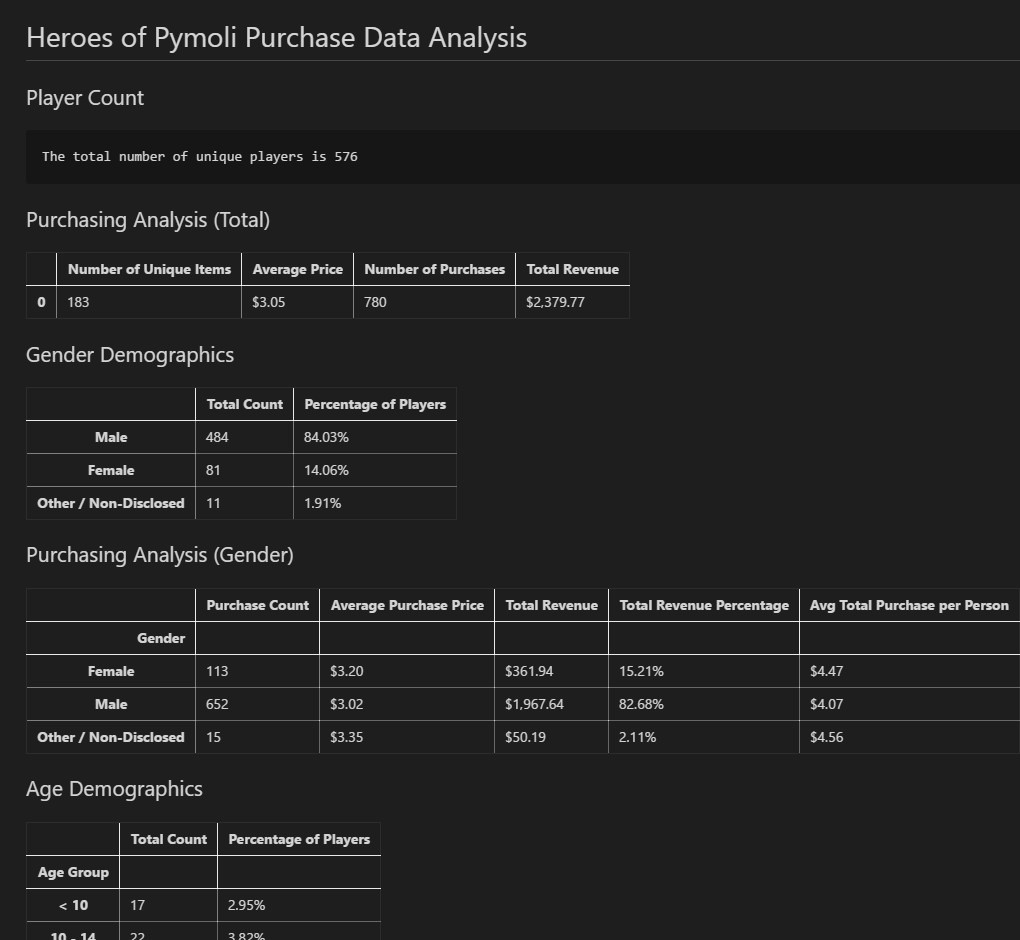 Heroes of Pymoli Purchase Data Analysis
Player Count
The total number of unique players is 576
Purchasing Analysis (Total)
Number of Unique Items Average Price Number of Purchases Total Revenue
0 183 $3.05 780 $2,379.77
Gender Demographics
Total Count Percentage of Players
Male 484 84.03%
Female 81 14.06%
Other / Non-Disclosed 11 1.91%
Purchasing Analysis (Gender)
Purchase Count Average Purchase Price Total Revenue Total Revenue Percentage Avg Total Purchase per Person
Gender
Female 113 $3.20 $361.94 15.21% $4.47
Male 652 $3.02 $1,967.64 82.68% $4.07
Other / Non-Disclosed 15 $3.35 $50.19 2.11% $4.56
Age Demographics
Total Count Percentage of Players
Age Group
< 10 17 2.95%
10 - 14 22 3.82%